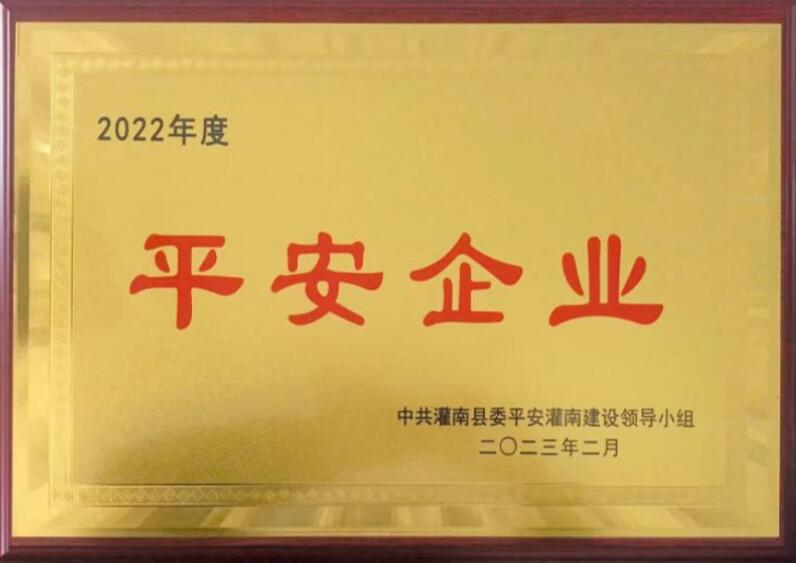 2022年度
平安企业
中共灌南县委平安灌南建设领导小组
二〇二三年二月